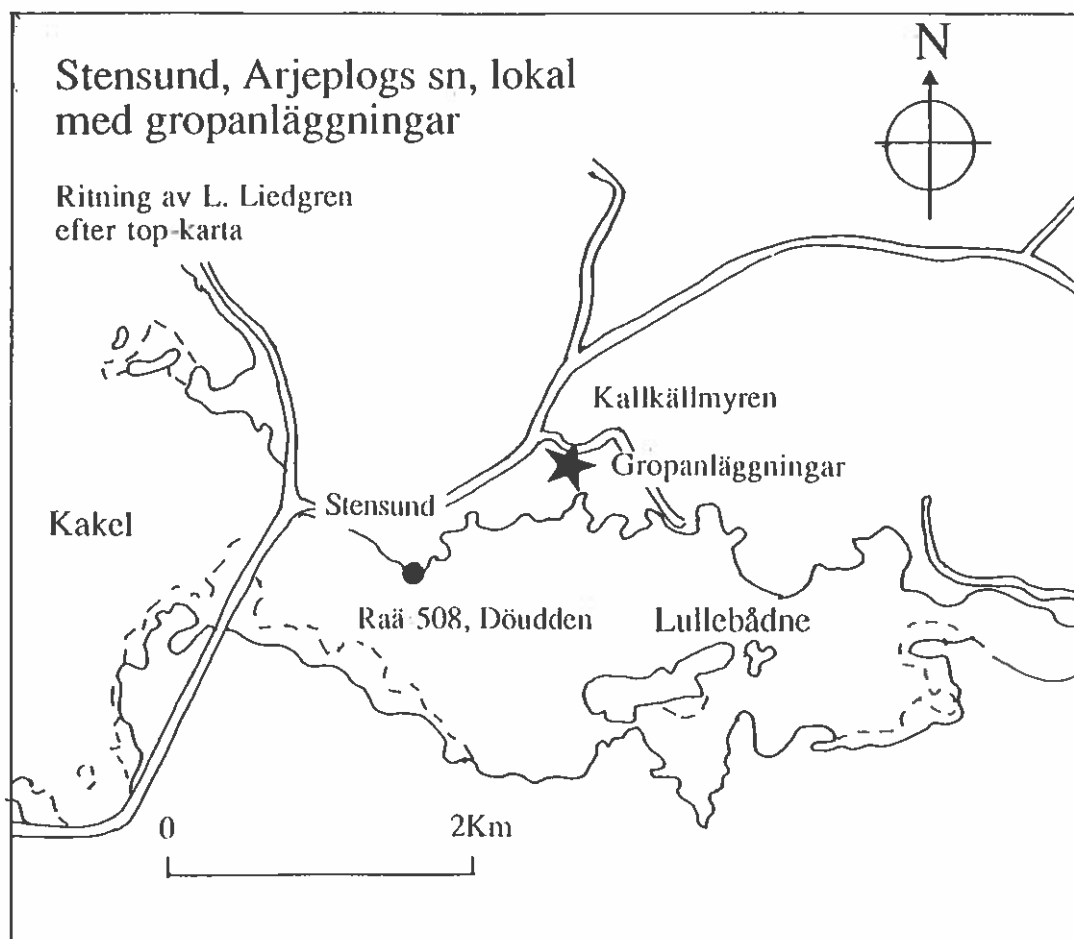 N
Stensund, Arjeplogs sn, lokal
med gropanläggningar
Ritning av L. Liedgren
efter top-karta
Kallkällmyren
Gropanläggningar
Stensund
Kakel
Raä 508, Döudden
Lullebådne
0 2Km